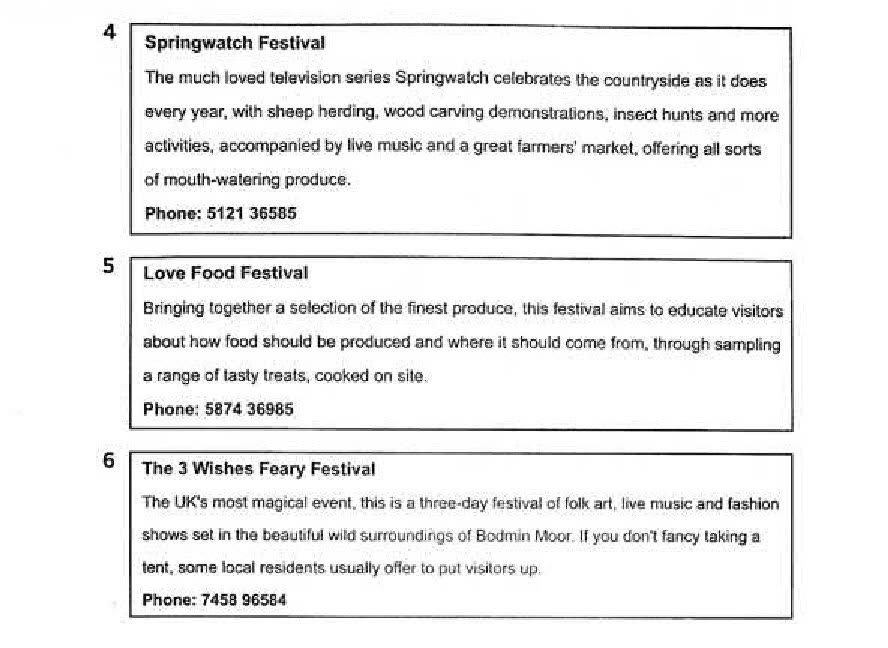 4
Springwatch Festival
The much loved television series Springwatch celebrates the countryside as it does
every year, with sheep herding, wood carving demonstrations, insect hunts and more
activities, accompanied by live music and a great farmers' market, offering all sorts
of mouth-watering produce.
Phone: 5121 36585
5
Love Food Festival
Bringing together a selection of the finest produce, this festival aims to educate visitors
about how food should be produced and where it should come from, through sampling
a range of tasty treats, cooked on site.
Phone: 5874 36985
6
The 3 Wishes Feary Festival
The UK's most magical event, this is a three-day festival of folk art, live music and fashion
shows set in the beautiful wild surroundings of Bodmin Moor. If you don't fancy taking a
tent, some local residents usually offer to put visitors up.
Phone: 7458 96584